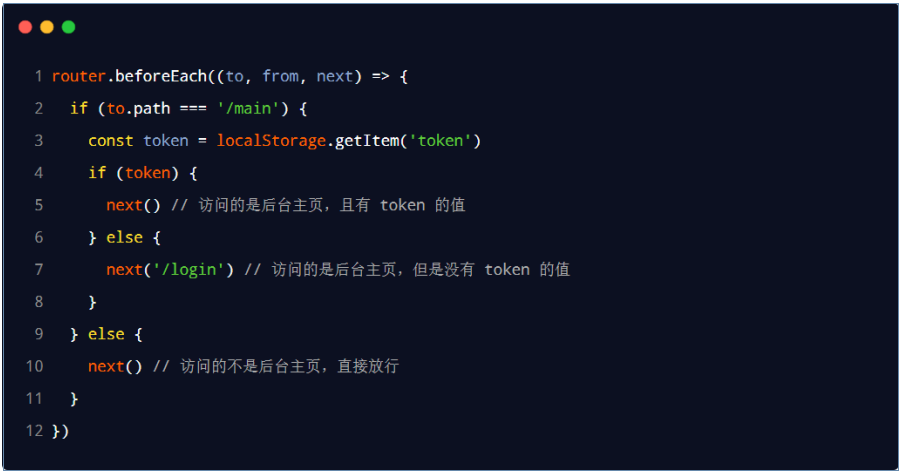 1 router.beforeEach((to, from, next) => {
2   if (to.path === '/main') {
3     const token = localStorage.getItem('token')
4     if (token) {
5       next() // 访问的是后台主页，且有 token 的值
6     } else {
7       next('/login') // 访问的是后台主页，但是没有 token 的值
8     }
9   } else {
10     next() // 访问的不是后台主页，直接放行
11   }
12 })